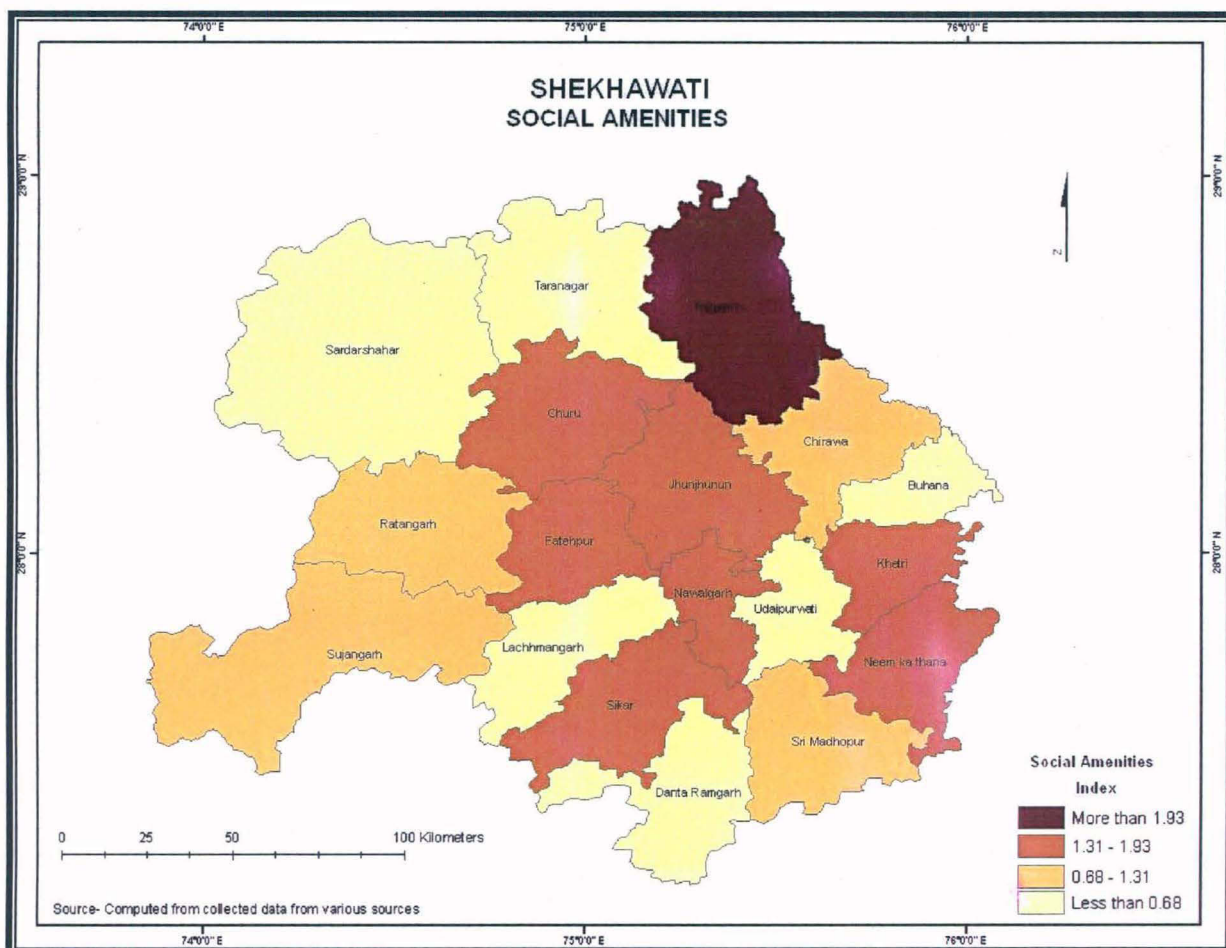 74°0'0"E 75°0'0"E 76°0'0"E
SHEKHAWATI
SOCIAL AMENITIES
29°0'0"N 29°0'0"N
Z
Taranagar
Sardarshahar
Churu
Chirawa
Jhunjhunun
Buhana
Ratangarh
Fatehpur
28°0'0"N 28°0'0"N
Khetri
Nawalgarh
Udaipurwati
Lachhmangarh
Sujangarh
Neem ka thana
Sikar
Sri Madhopur
Danta Ramgarh
Social Amenities
Index
More than 1.93
1.31 - 1.93
0.68 - 1.31
Less than 0.68
0 25 50 100 Kilometers
Source- Computed from collected data from various sources
74°0'0"E 75°0'0"E 76°0'0"E